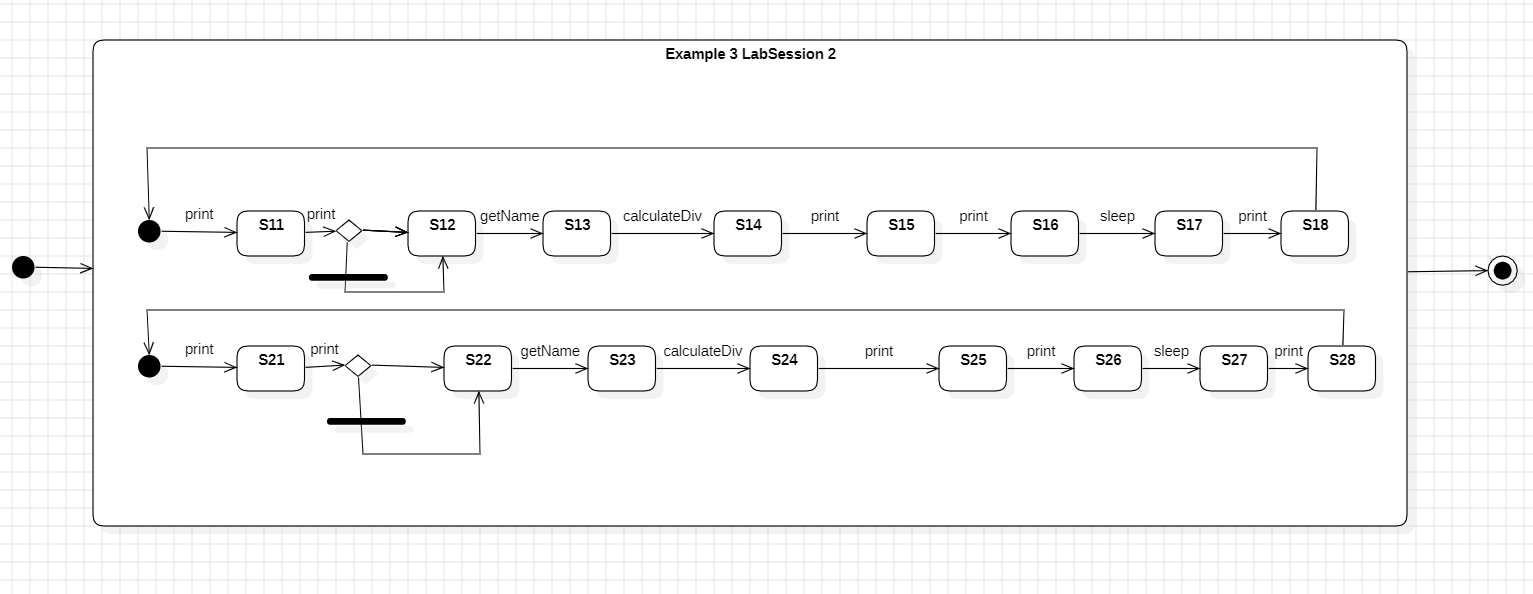 Example 3 LabSession 2
print
S11
print
S12
getName
S13
calculateDiv
S14
print
S15
print
S16
sleep
S17
print
S18
print
S21
print
S22
getName
S23
calculateDiv
S24
print
S25
print
S26
sleep
S27
print
S28